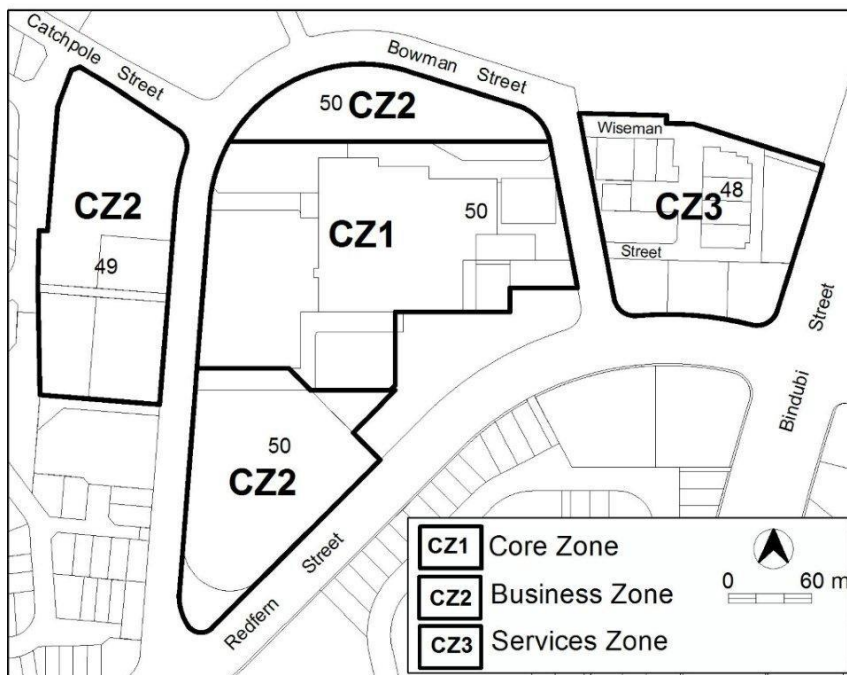 Catchpole Street
Bowman Street
50 CZ2
Wiseman
CZ2
50
48
CZ1
CZ3
49
Street
Street
Bindubi
50
CZ2
Redfern Street
CZ1 Core Zone
CZ2 Business Zone
CZ3 Services Zone
0 60 m